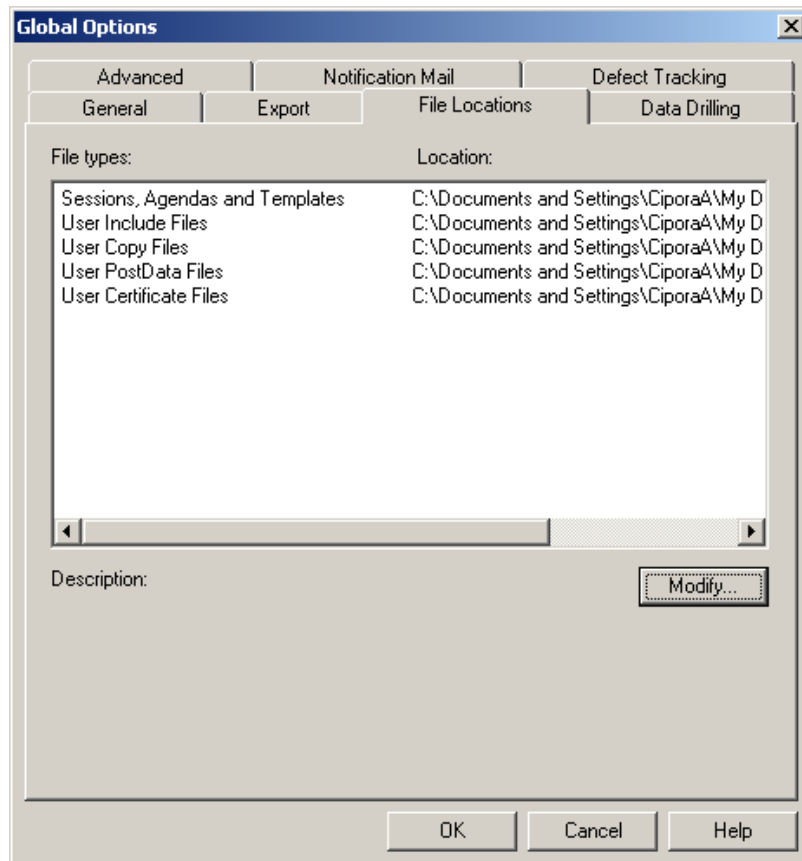 Global Options
Advanced Notification Mail Defect Tracking
General Export File Locations Data Drilling
File types: Location:
Sessions, Agendas and Templates C:\Documents and Settings\CiporaA\My D
User Include Files C:\Documents and Settings\CiporaA\My D
User Copy Files C:\Documents and Settings\CiporaA\My D
User PostData Files C:\Documents and Settings\CiporaA\My D
User Certificate Files C:\Documents and Settings\CiporaA\My D
Description: Modify...
OK Cancel Help